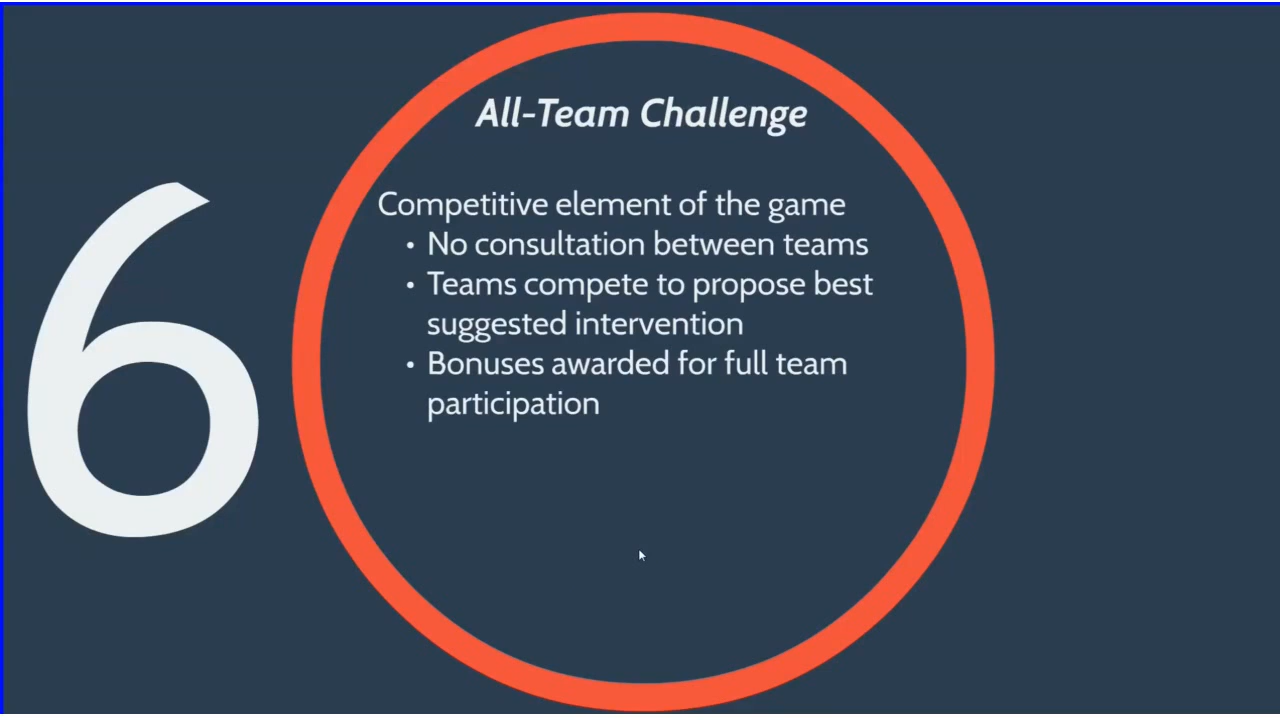 6
All-Team Challenge
Competitive element of the game
• No consultation between teams
• Teams compete to propose best
suggested intervention
• Bonuses awarded for full team
participation